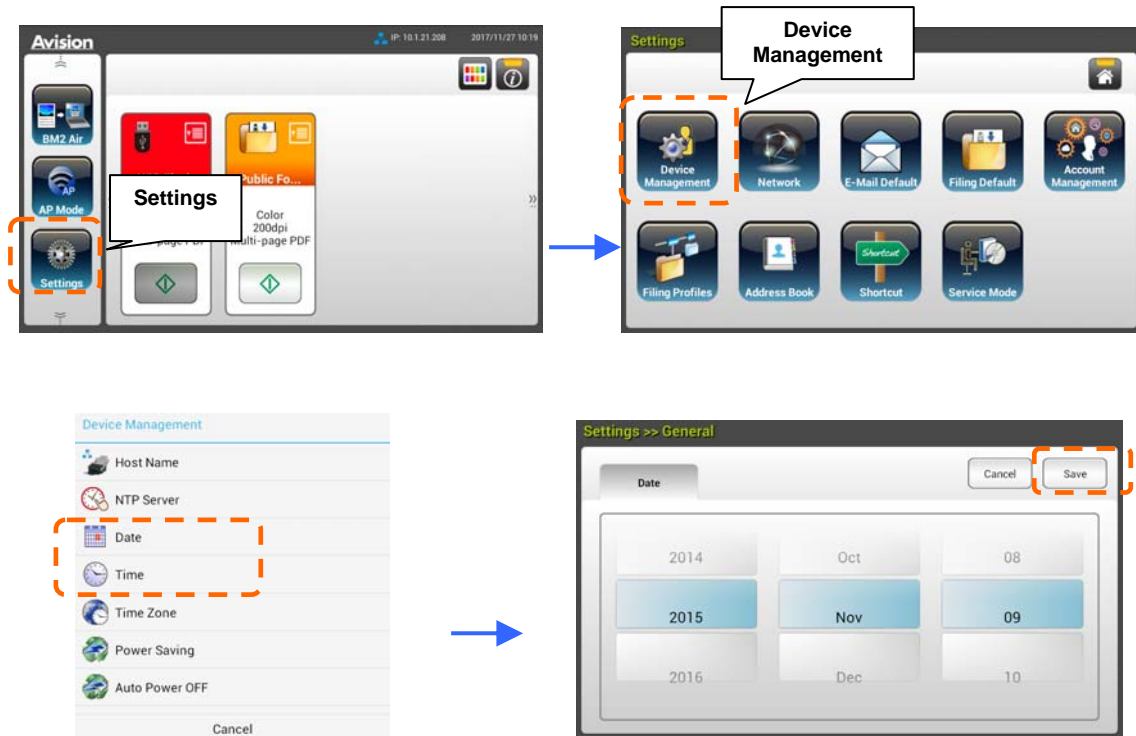 Avision
IP: 10.1.21.208
2017/11/27 10:19
BM2 Air
AP
AP Mode
Settings
Settings
Public Fo...
Color
200dpi
Multi-page PDF
Settings
Device
Management
Device
Management
Network
E-Mail Default
Filing Default
Account
Management
Filing Profiles
Address Book
Shortcut
Shortcut
Service Mode
Device Management
Host Name
NTP Server
Date
Time
Time Zone
Power Saving
Auto Power OFF
Cancel
Settings >> General
Date
Cancel
Save
2014 Oct 08
2015 Nov 09
2016 Dec 10